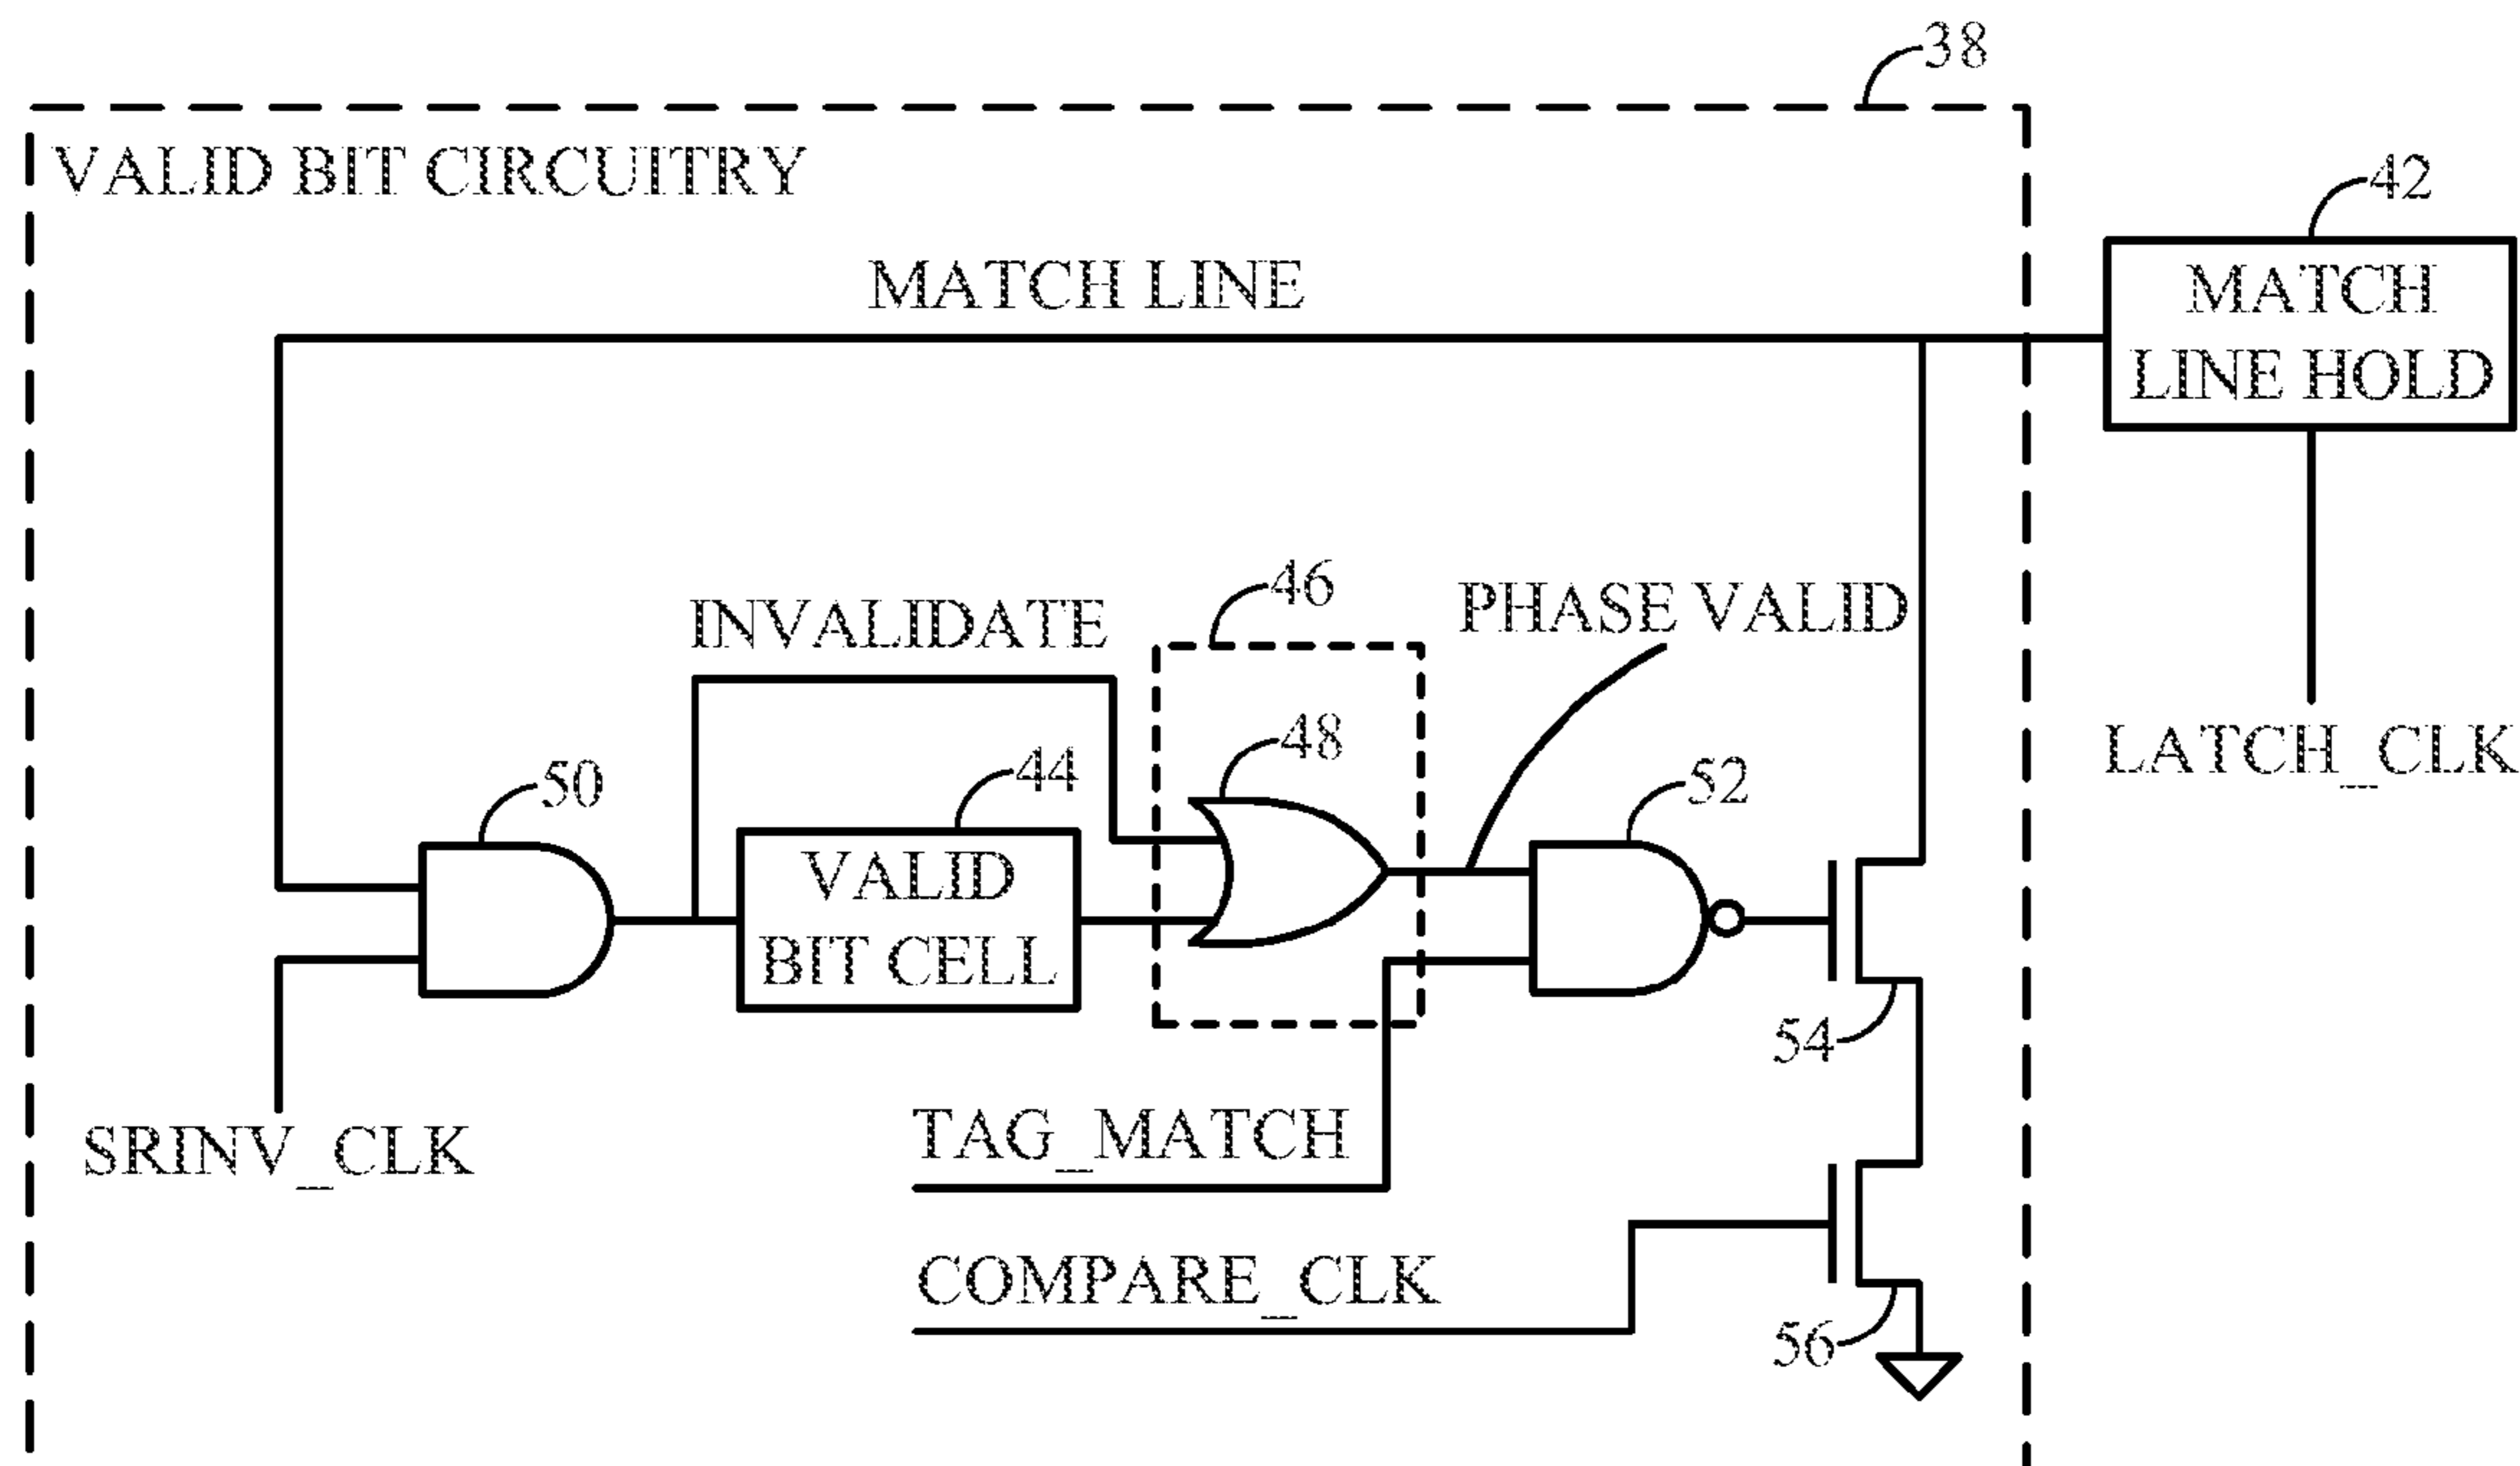 38
VALID BIT CIRCUITRY
42
MATCH LINE
MATCH
LINE HOLD
46
PHASE VALID
INVALIDATE
48
44
50
52
LATCH_CLK
VALID
BIT CELL
54
TAG_MATCH
SRINV_CLK
COMPARE_CLK
56